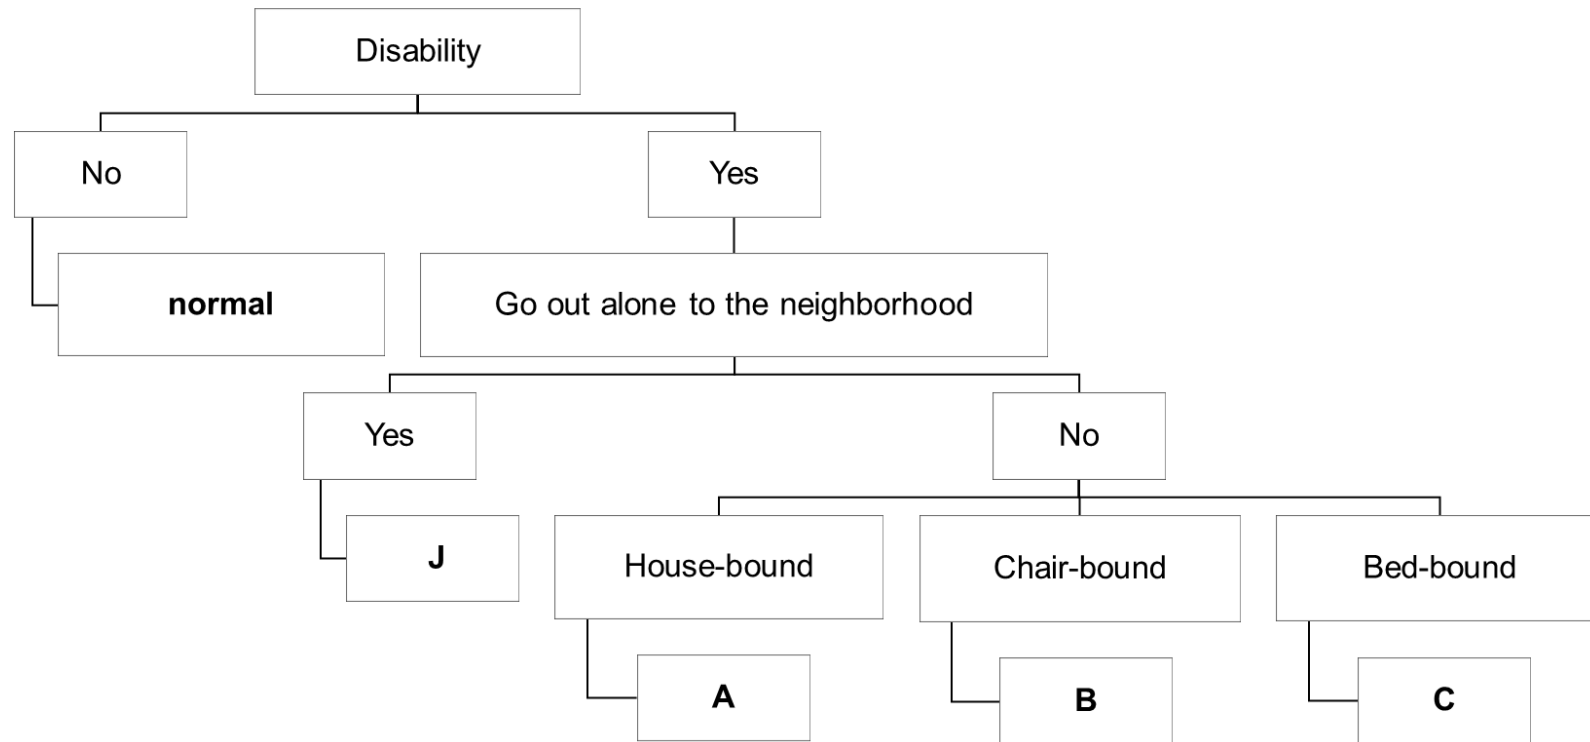 Disability
No
Yes
normal
Go out alone to the neighborhood
Yes
No
J
House-bound
Chair-bound
Bed-bound
A
B
C